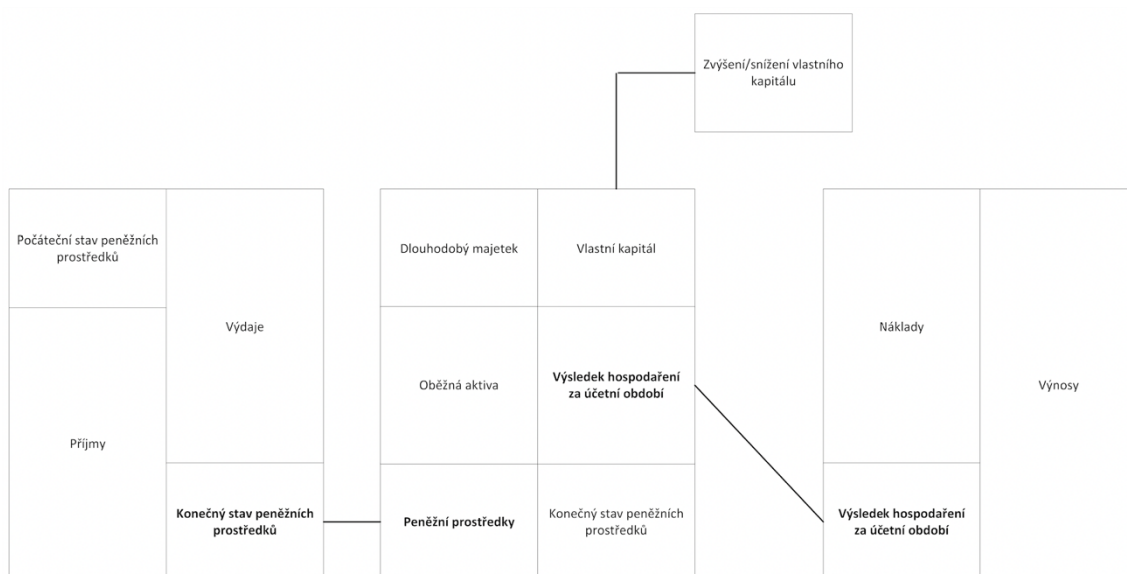 Zvýšení/snížení vlastního
kapitálu
Počáteční stav peněžních
prostředků
Výdaje
Příjmy
Konečný stav peněžních
prostředků
Dlouhodobý majetek
Vlastní kapitál
Oběžná aktiva
Výsledek hospodaření
za účetní období
Peněžní prostředky
Konečný stav peněžních
prostředků
Náklady
Výnosy
Výsledek hospodaření
za účetní období